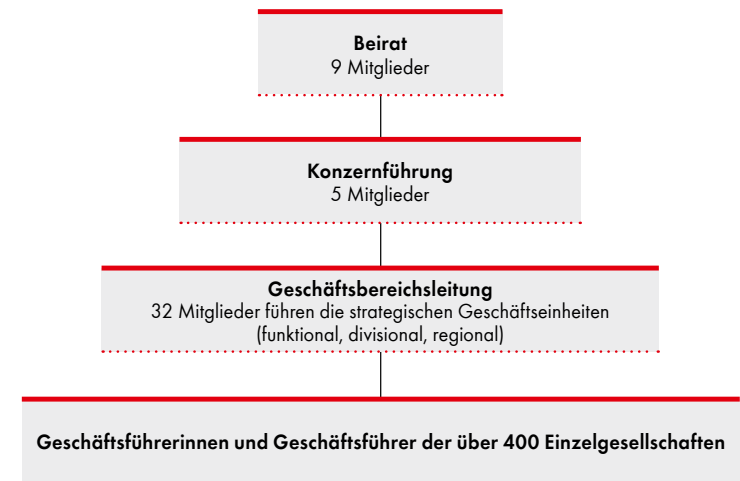 Beirat
9 Mitglieder
Konzernführung
5 Mitglieder
Geschäftsbereichsleitung
32 Mitglieder führen die strategischen Geschäftseinheiten
(funktional, divisional, regional)
Geschäftsführerinnen und Geschäftsführer der über 400 Einzelgesellschaften